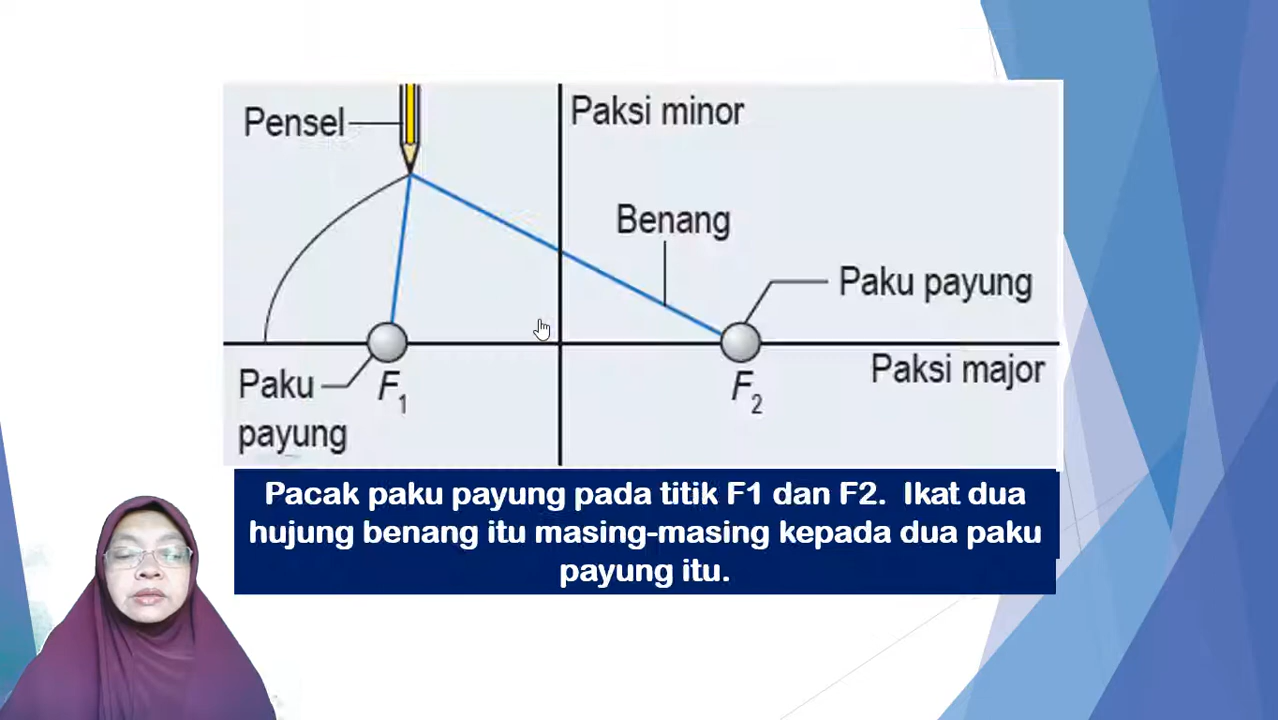 Pensel
Paksi minor
Benang
Paku payung
Paksi major
Paku
payung
F1
F2
Pacak paku payung pada titik F1 dan F2. Ikat dua
hujung benang itu masing-masing kepada dua paku
payung itu.